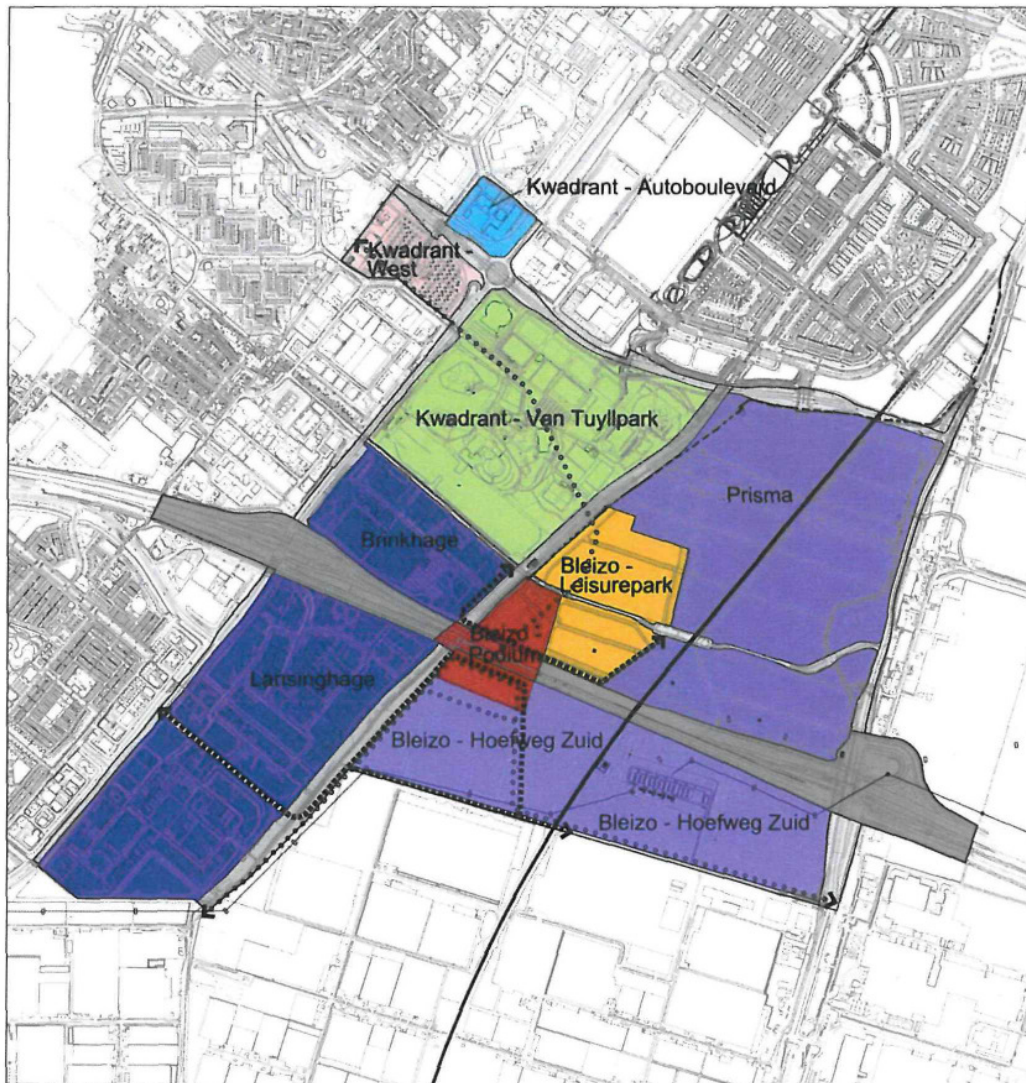 Kwadrant - Autoboulevard
Kwadrant -
West
Kwadrant - Van Tuyllpark
Prisma
Brinkhage
Bleizo -
Leisurepark
Bleizo
Podium
Lansinghage
Bleizo - Hoefweg Zuid
Bleizo - Hoefweg Zuid